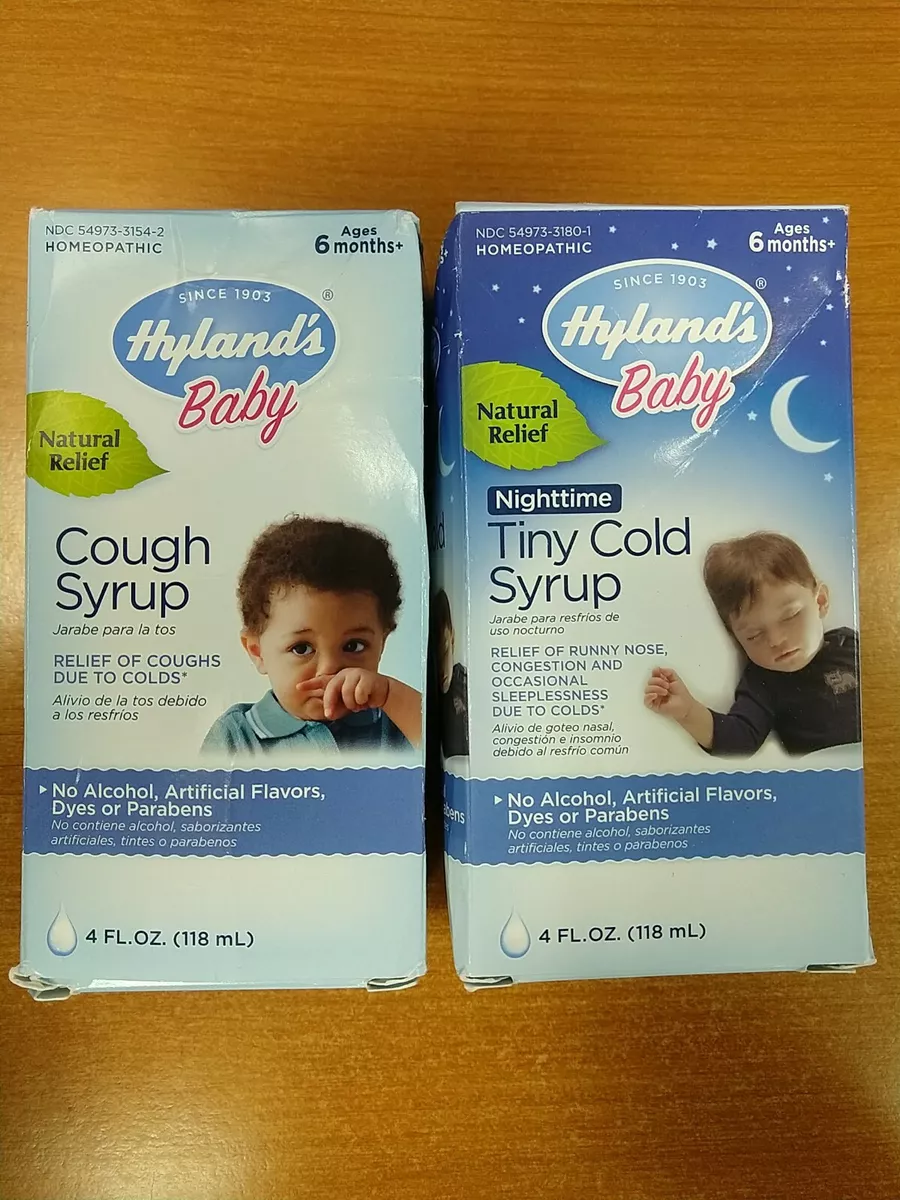 NDC 54973-3154-2
HOMEOPATHIC
Ages
6 months+
SINCE 1903
®
Hyland's
Baby
Natural
Relief
Cough
Syrup
Jarabe para la tos
RELIEF OF COUGHS
DUE TO COLDS*
Alivio de la tos debido
a los resfríos
No Alcohol, Artificial Flavors,
Dyes or Parabens
No contiene alcohol, saborizantes
artificiales, tintes o parabenos
4 FL.OZ. (118 mL)
NDC 54973-3180-1
HOMEOPATHIC
Ages
6 months+
SINCE 1903
®
Hyland's
Baby
Natural
Relief
Nighttime
Tiny Cold
Syrup
Jarabe para resfríos de
uso nocturno
RELIEF OF RUNNY NOSE,
CONGESTION AND
OCCASIONAL
SLEEPLESSNESS
DUE TO COLDS*
Alivio de goteo nasal,
congestión e insomnio
debido al resfrío común
No Alcohol, Artificial Flavors,
Dyes or Parabens
No contiene alcohol, saborizantes
artificiales, tintes o parabenos
4 FL.OZ. (118 mL)